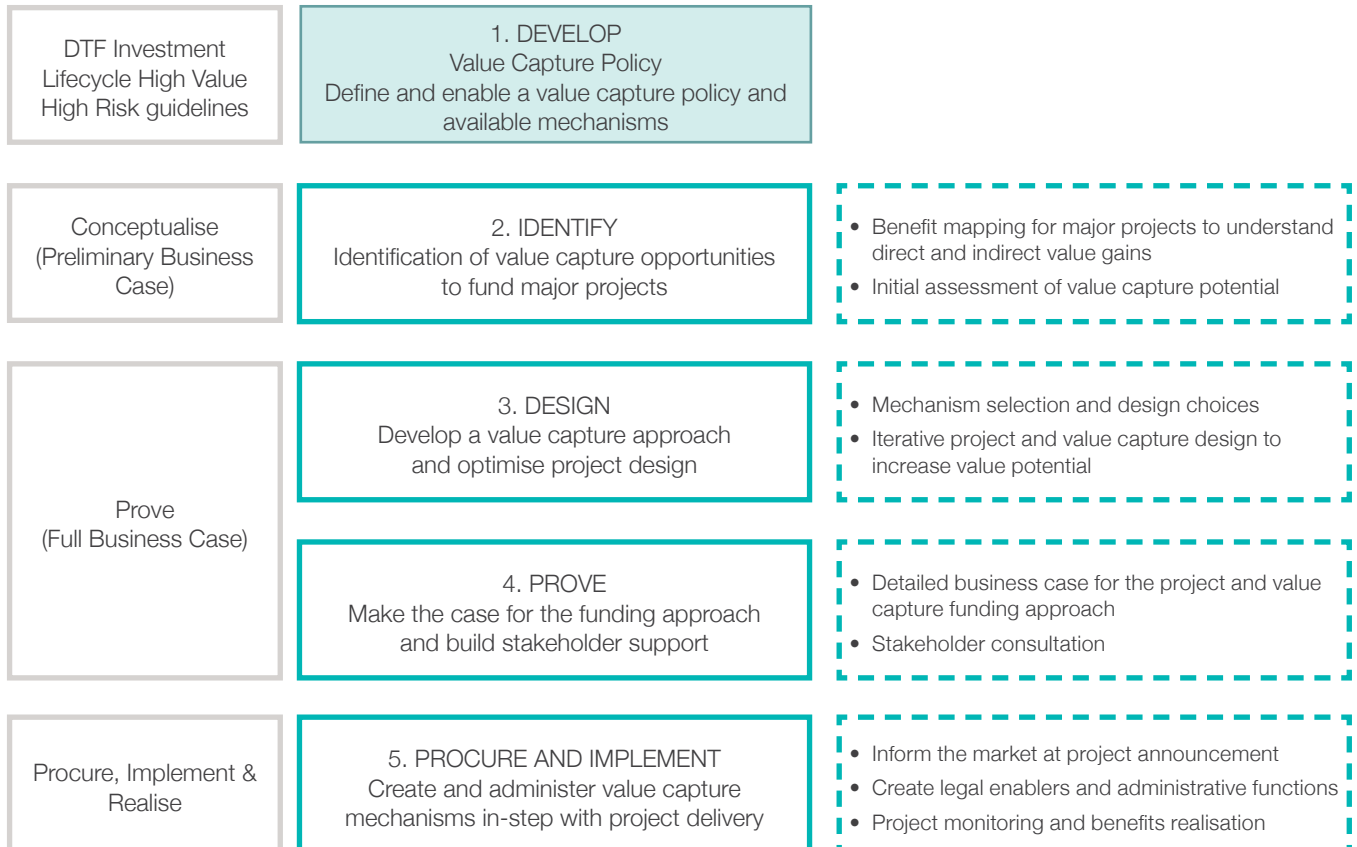 DTF Investment
Lifecycle High Value
High Risk guidelines
1. DEVELOP
Value Capture Policy
Define and enable a value capture policy and
available mechanisms
Conceptualise
(Preliminary Business
Case)
2. IDENTIFY
Identification of value capture opportunities
to fund major projects
• Benefit mapping for major projects to understand
direct and indirect value gains
• Initial assessment of value capture potential
Prove
(Full Business Case)
3. DESIGN
Develop a value capture approach
and optimise project design
• Mechanism selection and design choices
• Iterative project and value capture design to
increase value potential
4. PROVE
Make the case for the funding approach
and build stakeholder support
• Detailed business case for the project and value
capture funding approach
• Stakeholder consultation
Procure, Implement &
Realise
5. PROCURE AND IMPLEMENT
Create and administer value capture
mechanisms in-step with project delivery
• Inform the market at project announcement
• Create legal enablers and administrative functions
• Project monitoring and benefits realisation